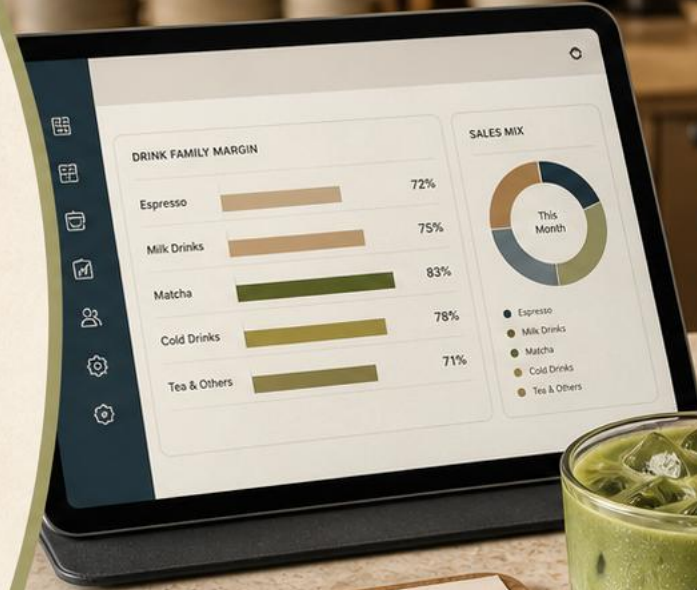 DRINK FAMILY MARGIN
Espresso 72%
Milk Drinks 75%
Matcha 83%
Cold Drinks 78%
Tea & Others 71%
SALES MIX
This
Month
Espresso
Milk Drinks
Matcha
Cold Drinks
Tea & Others